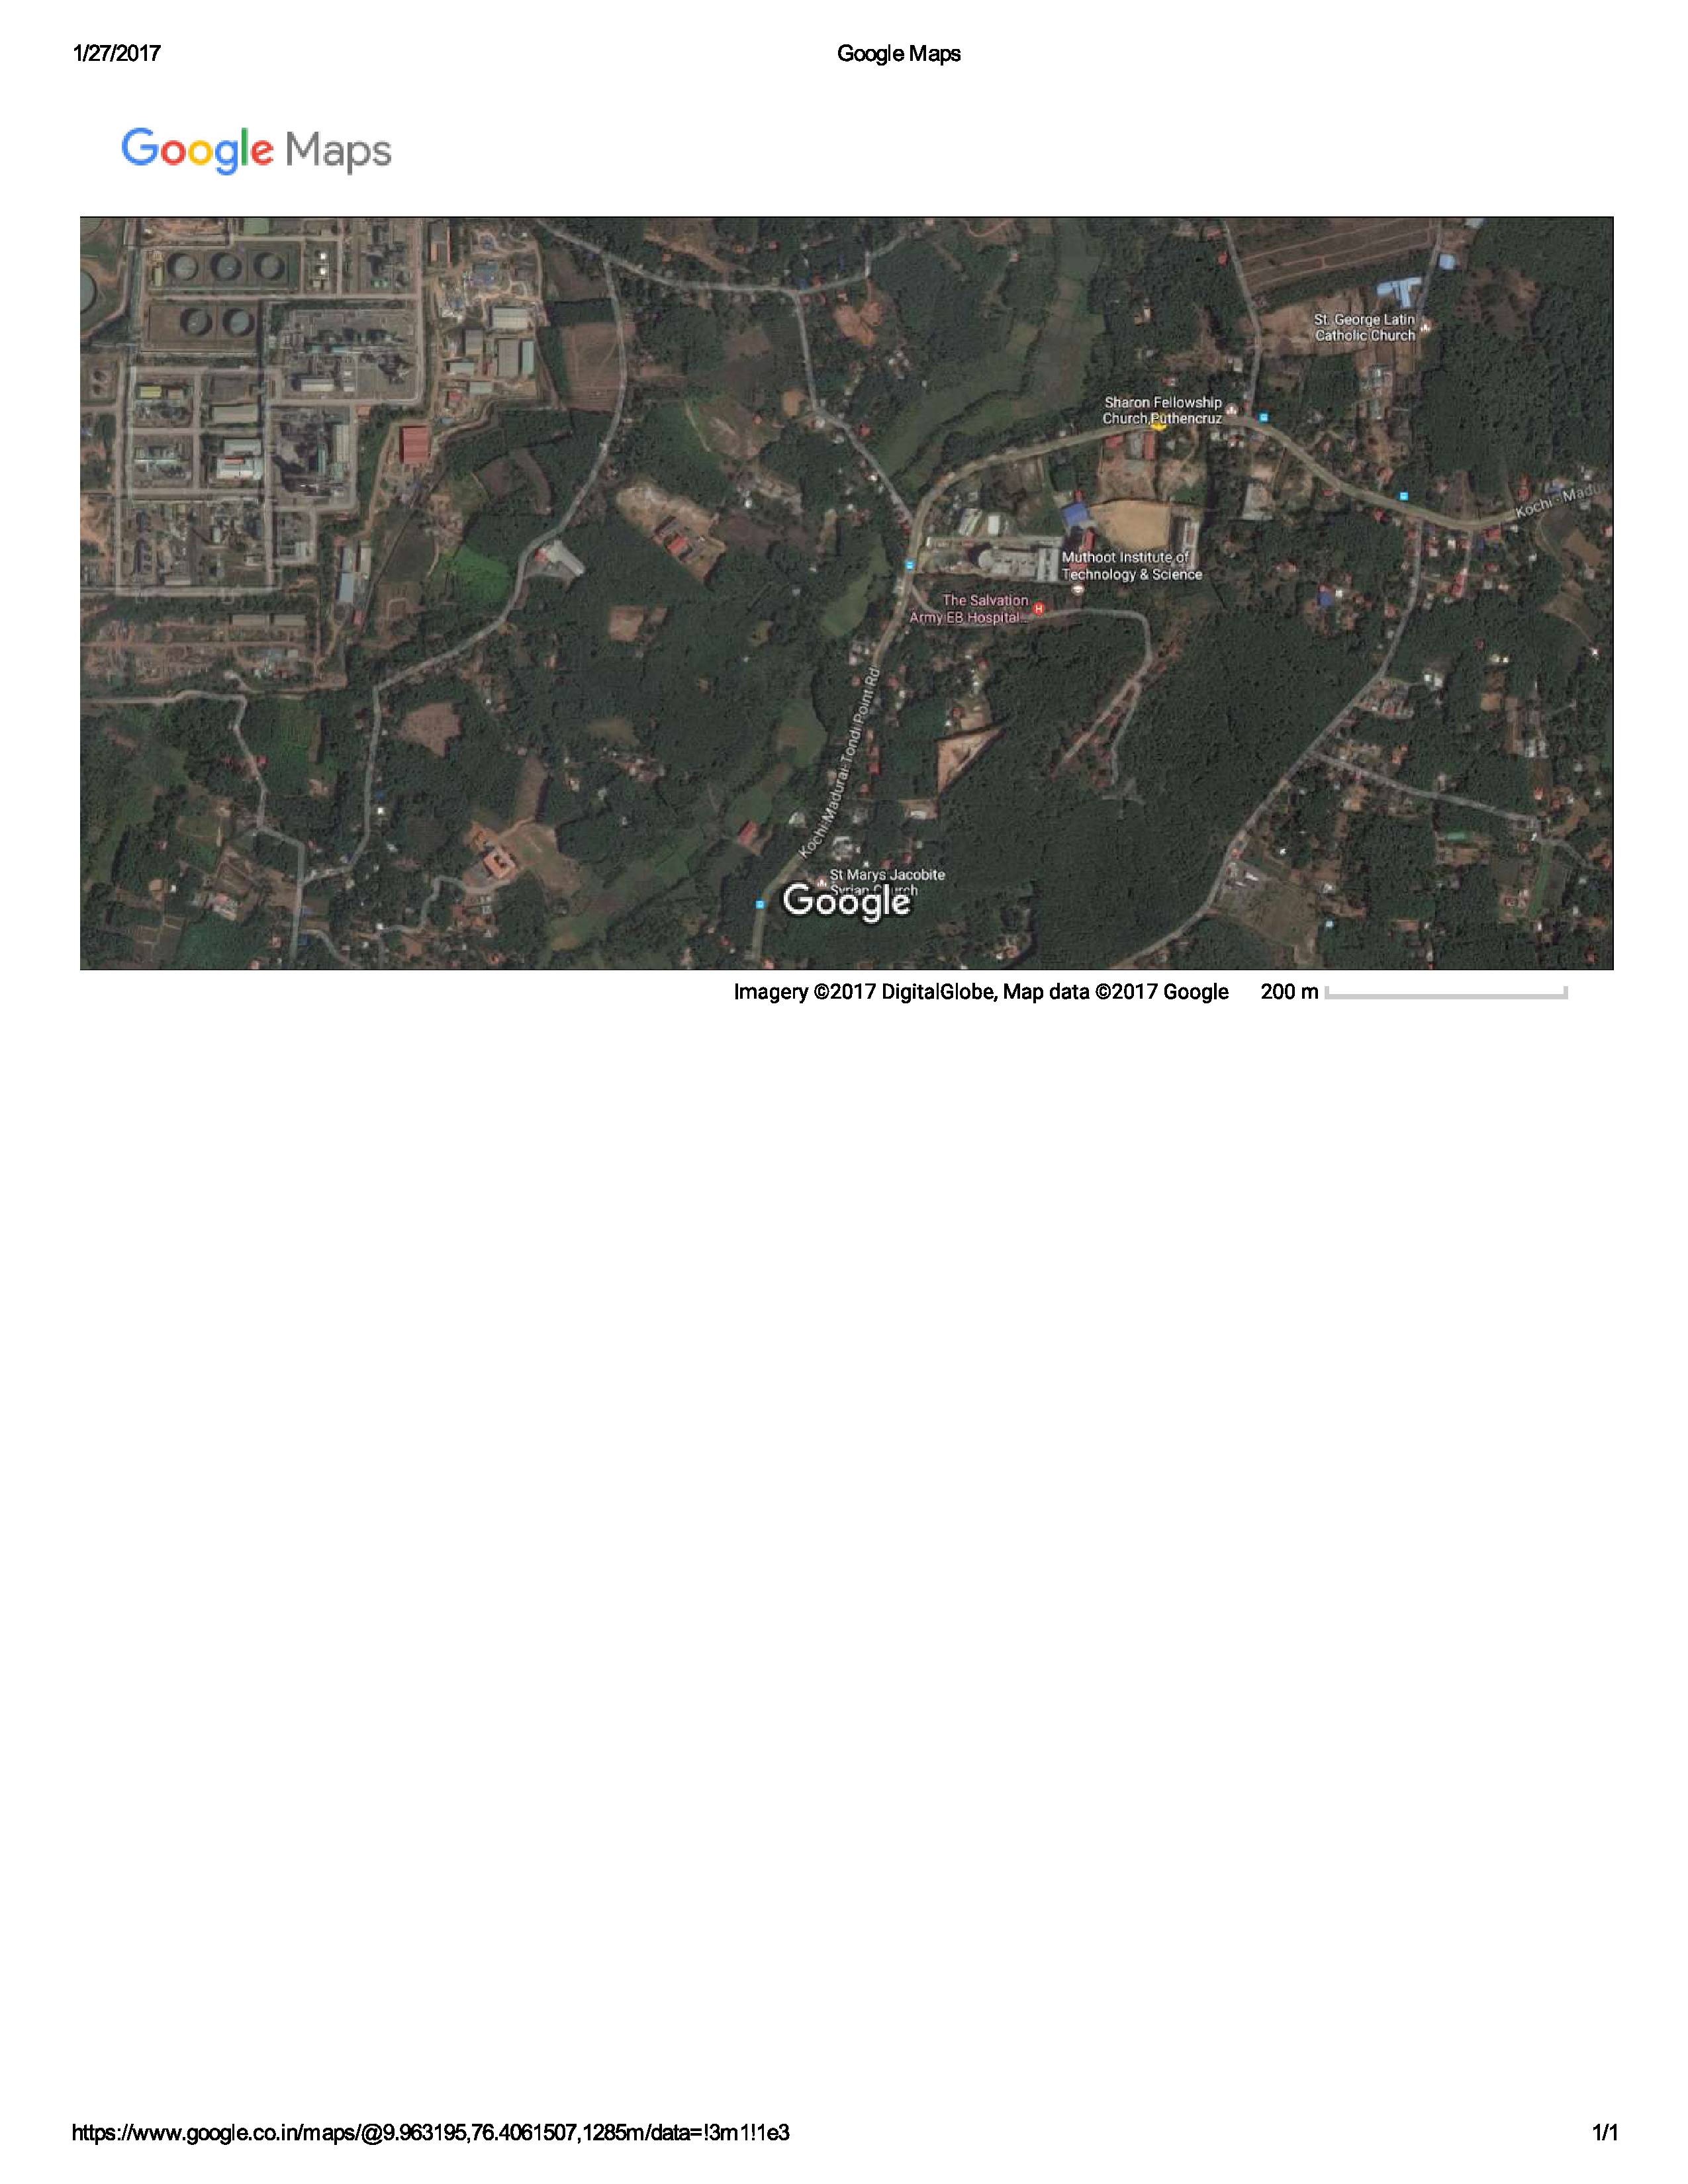 1/27/2017
Google Maps
Google Maps
St. George Latin
Catholic Church
Sharon Fellowship
Church,Puthencruz
Kochi - Madur
Muthoot Institute of
Technology & Science
The Salvation
Army EB Hospital...
H
Kochi-Madurai-Tondi Point Rd
St Marys Jacobite
Syrian Church
Google
Imagery ©2017 DigitalGlobe, Map data ©2017 Google
200 m
https://www.google.co.in/maps/@9.963195,76.4061507,1285m/data=!3m1!1e3
1/1